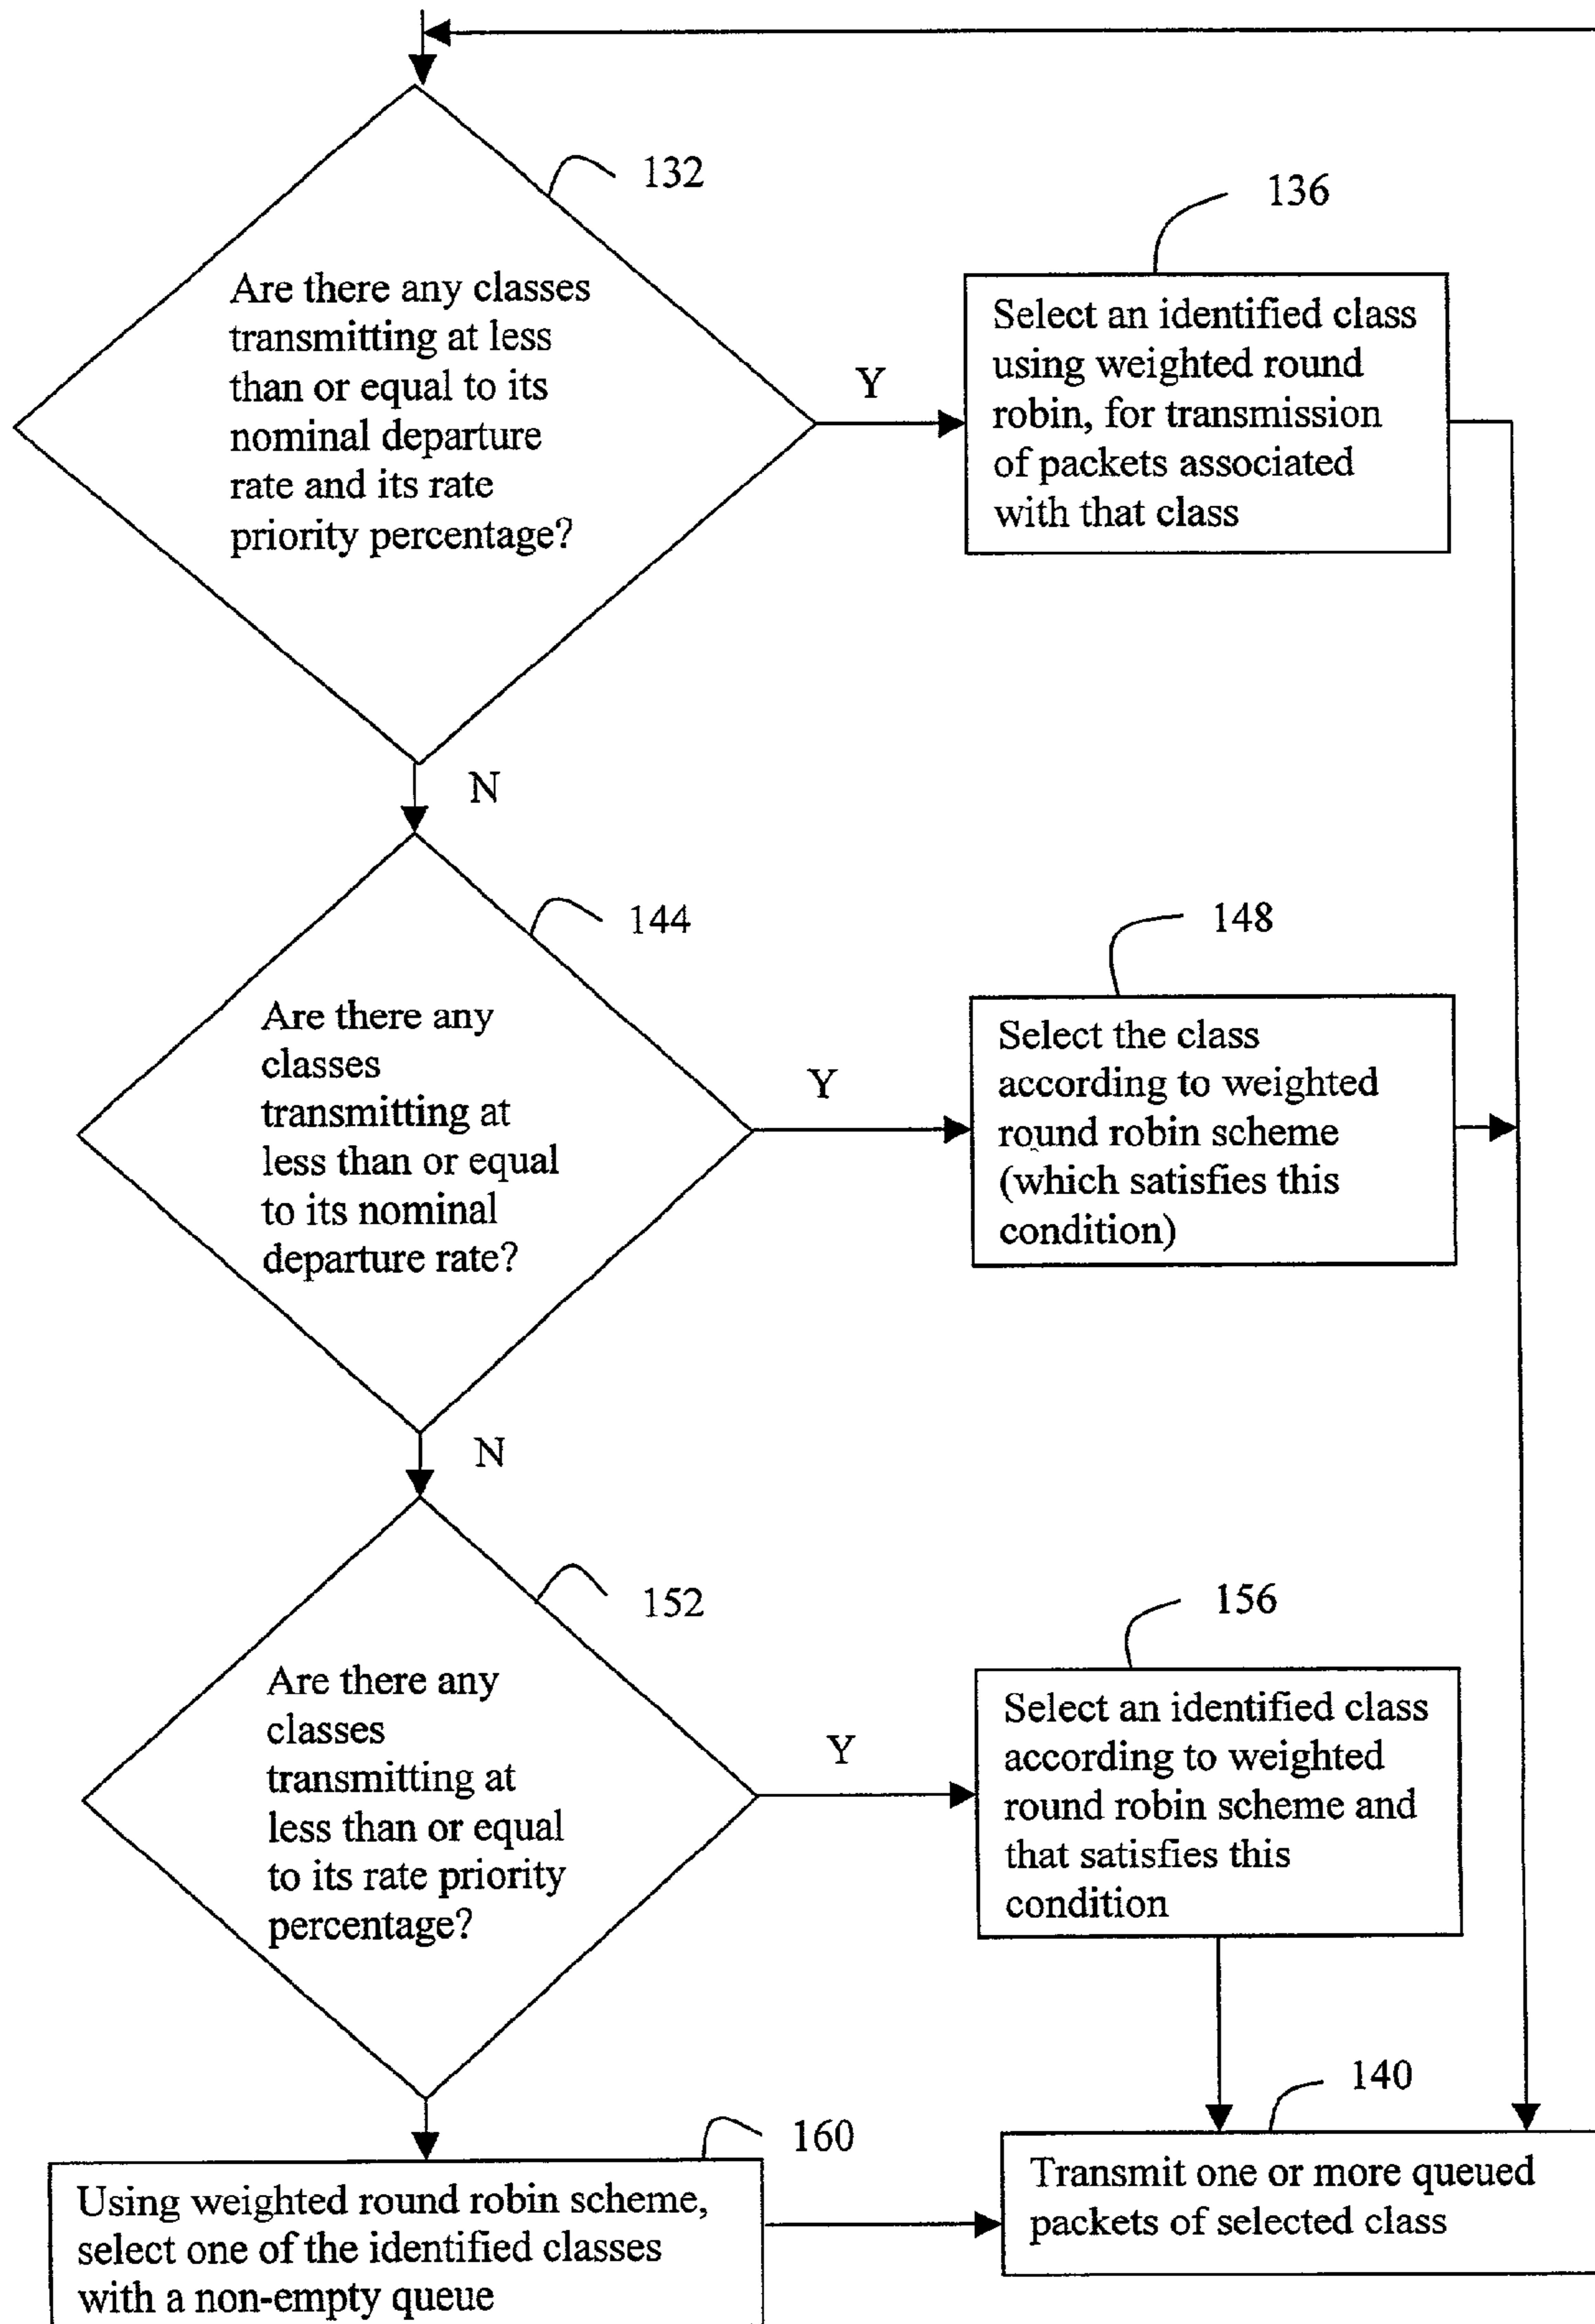 132
Are there any classes
transmitting at less
than or equal to its
nominal departure
rate and its rate
priority percentage?
Y
136
Select an identified class
using weighted round
robin, for transmission
of packets associated
with that class
N
144
Are there any
classes
transmitting at
less than or equal
to its nominal
departure rate?
Y
148
Select the class
according to weighted
round robin scheme
(which satisfies this
condition)
N
152
Are there any
classes
transmitting at
less than or equal
to its rate priority
percentage?
Y
156
Select an identified class
according to weighted
round robin scheme and
that satisfies this
condition
160
Using weighted round robin scheme,
select one of the identified classes
with a non-empty queue
140
Transmit one or more queued
packets of selected class